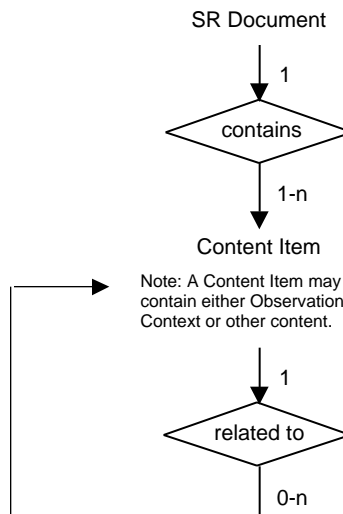 SR Document
1
contains
1-n
Content Item
Note: A Content Item may
contain either Observation
Context or other content.
1
related to
0-n